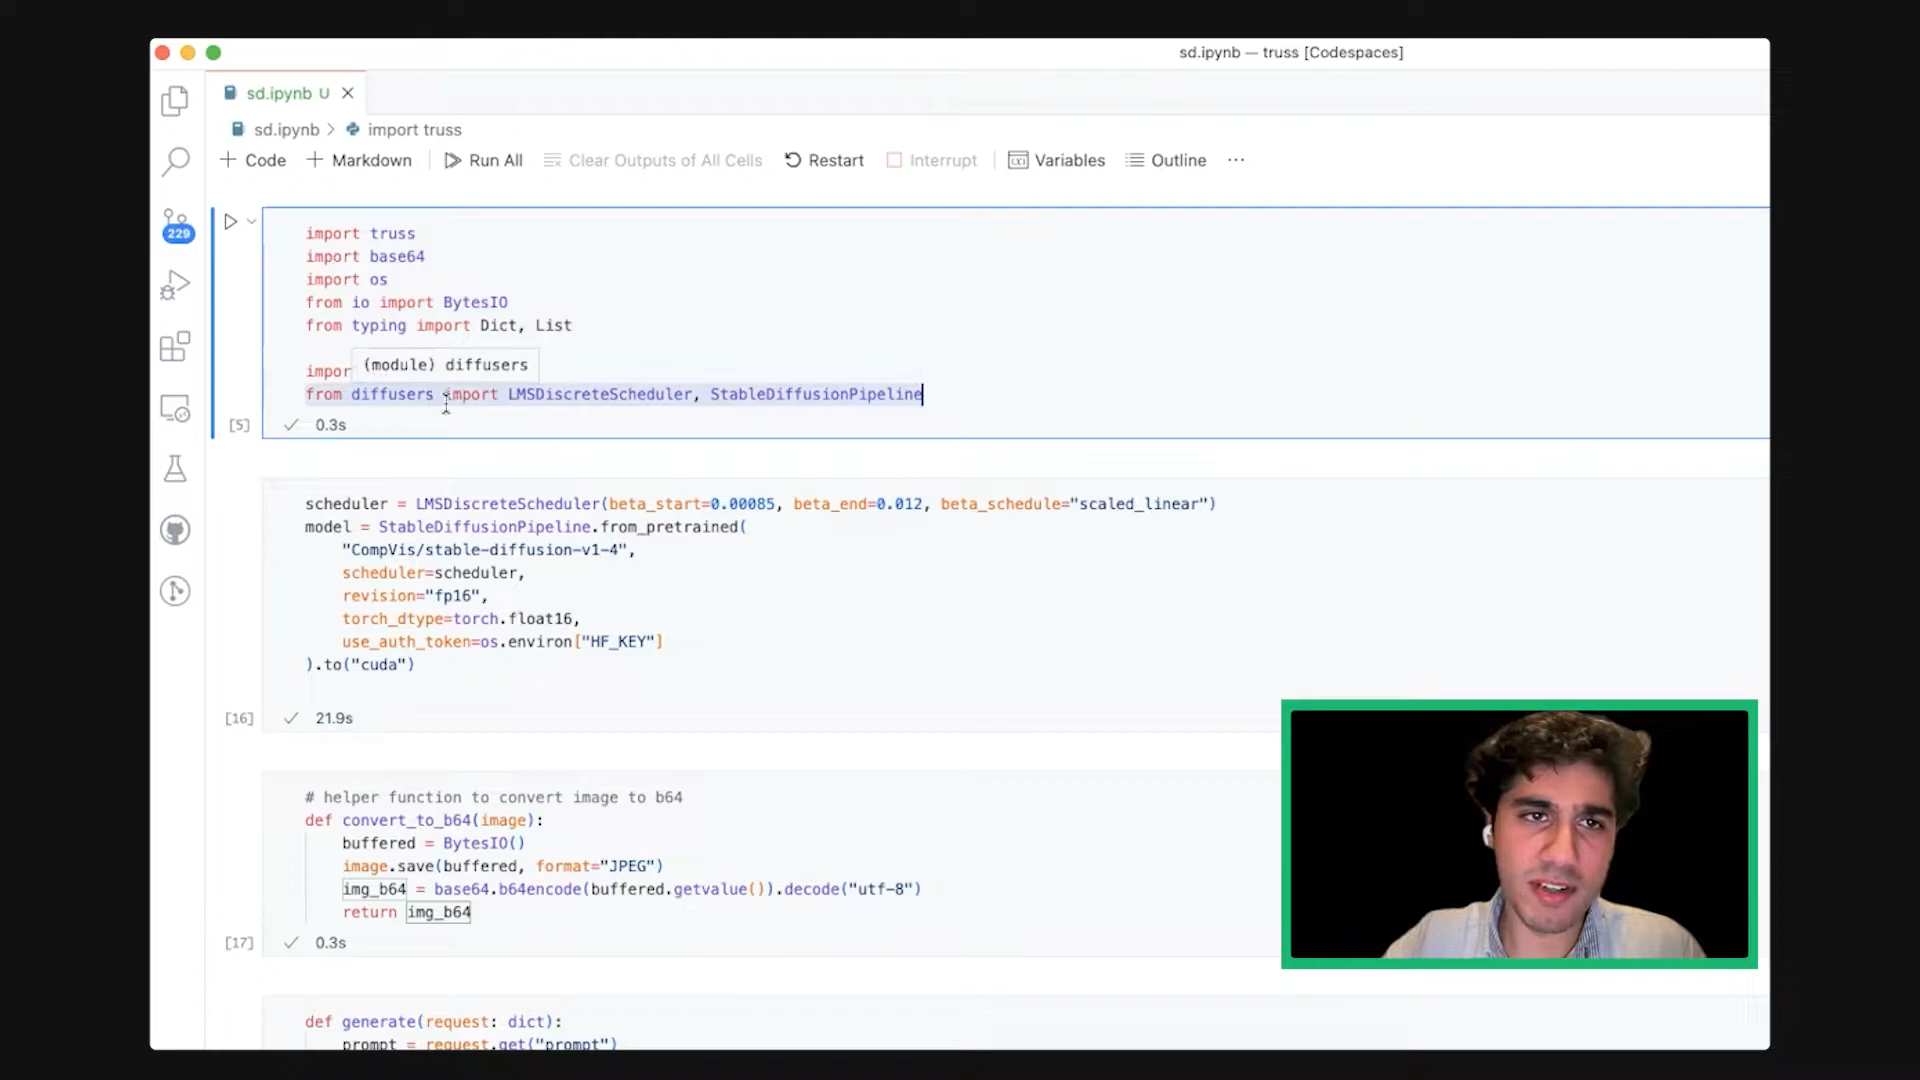 sd.ipynb — truss [Codespaces]
sd.ipynb U
sd.ipynb > import truss
Code Markdown Run All Clear Outputs of All Cells Restart Interrupt Variables Outline ...
229
import truss
import base64
import os
from io import BytesIO
from typing import Dict, List
(module) diffusers
impor
from diffusers import LMSDiscreteScheduler, StableDiffusionPipeline
[5] 0.3s
scheduler = LMSDiscreteScheduler(beta_start=0.00085, beta_end=0.012, beta_schedule="scaled_linear")
model = StableDiffusionPipeline.from_pretrained(
"CompVis/stable-diffusion-v1-4",
scheduler=scheduler,
revision="fp16",
torch_dtype=torch.float16,
use_auth_token=os.environ["HF_KEY"]
).to("cuda")
[16] 21.9s
# helper function to convert image to b64
def convert_to_b64(image):
buffered = BytesIO()
image.save(buffered, format="JPEG")
img_b64 = base64.b64encode(buffered.getvalue()).decode("utf-8")
return img_b64
[17] 0.3s
def generate(request: dict):
prompt = request.get("prompt")